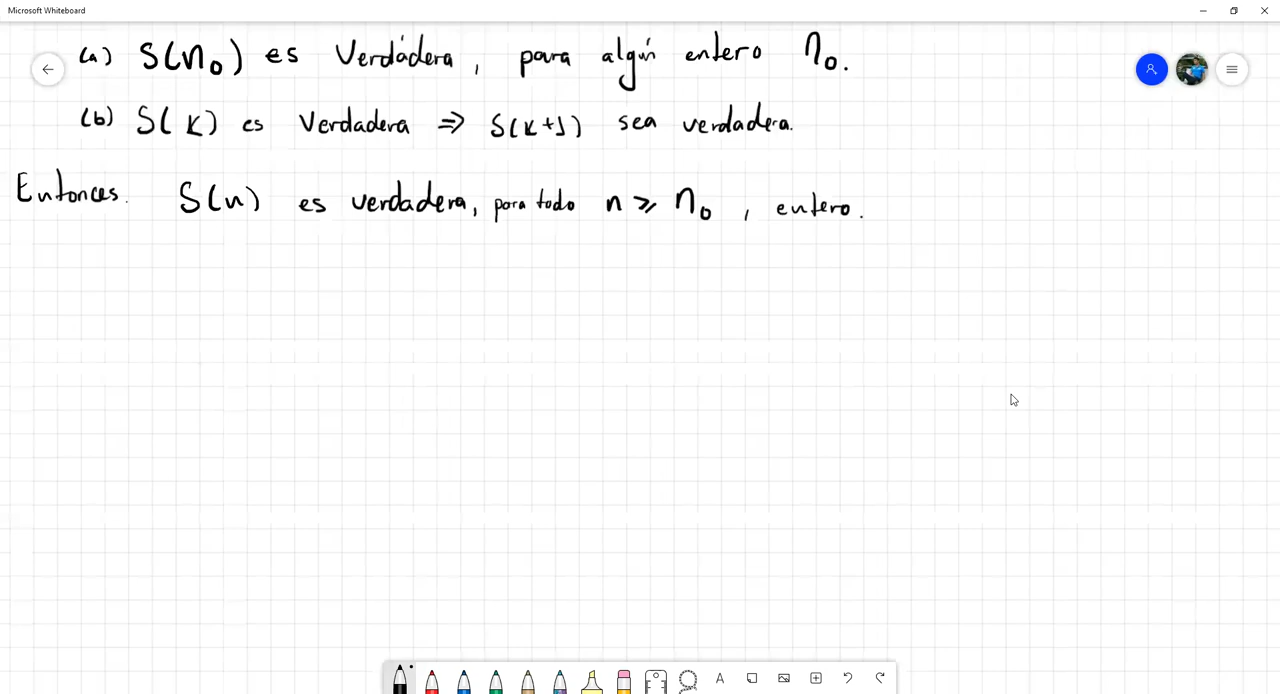 Microsoft Whiteboard
(a) S(n₀) es Verdadera, para algún entero n₀.
(b) S(k) es Verdadera ⇒ S(k+1) sea verdadera.
Entonces. S(n) es verdadera, para todo n ⩾ n₀, entero.